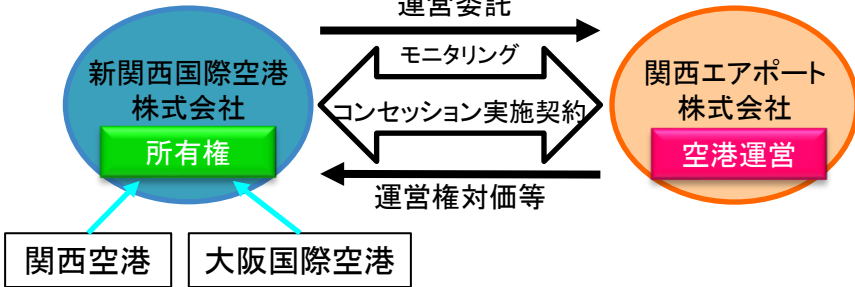 運営委託
モニタリング
新関西国際空港
株式会社
所有権
コンセッション実施契約
関西エアポート
株式会社
空港運営
運営権対価等
関西空港
大阪国際空港